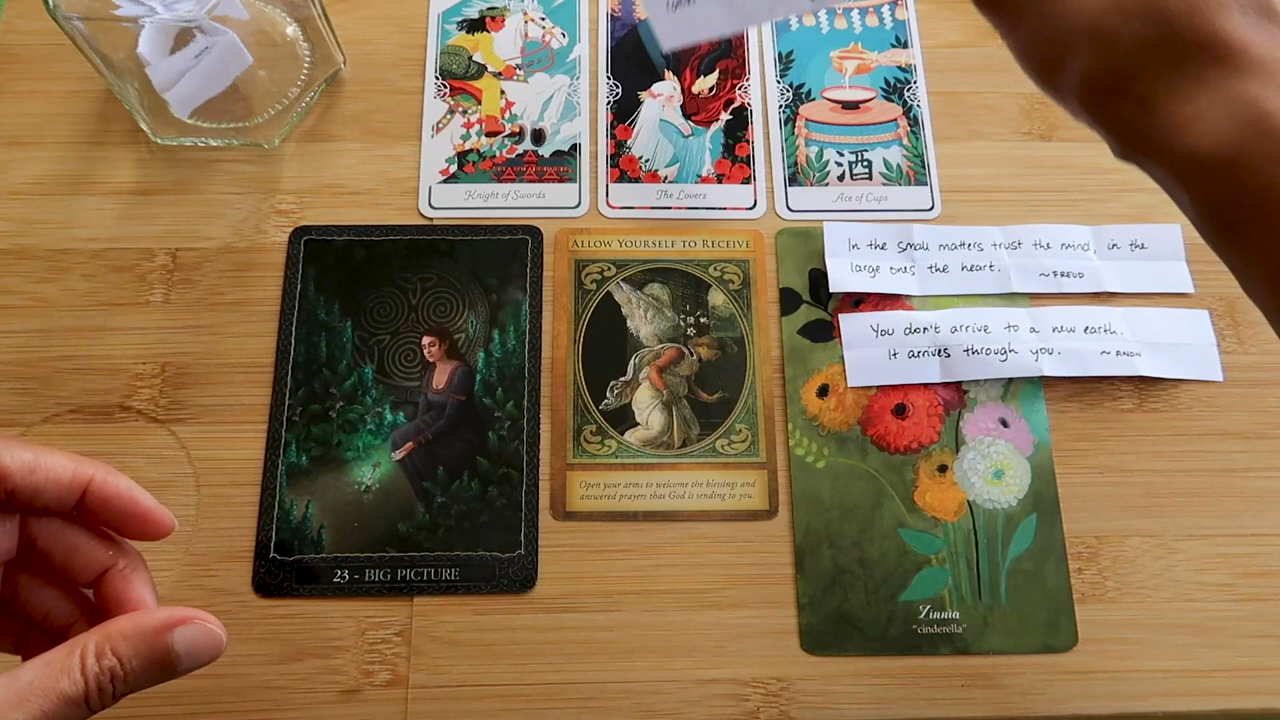 Knight of Swords
The Lovers
Ace of Cups
酒
In the small matters trust the mind, in the
large ones the heart. ~FREUD
You don't arrive to a new earth.
It arrives through you. ~ANON
ALLOW YOURSELF TO RECEIVE
Open your arms to welcome the blessings and
answered prayers that God is sending to you.
23 - BIG PICTURE
Zinnia
"cinderella"